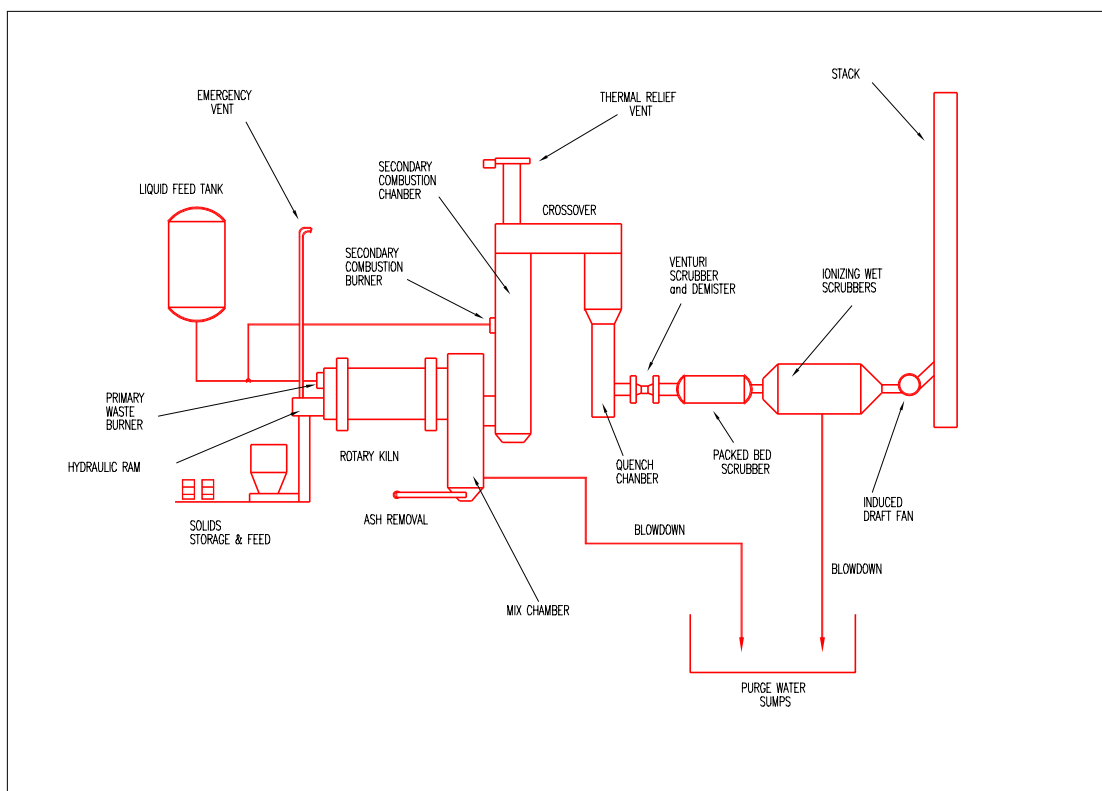 STACK
EMERGENCY
VENT
THERMAL RELIEF
VENT
SECONDARY
COMBUSTION
CHANBER
LIQUID FEED TANK
CROSSOVER
SECONDARY
COMBUSTION
BURNER
VENTURI
SCRUBBER
and DEMISTER
IONIZING WET
SCRUBBERS
PRIMARY
WASTE
BURNER
HYDRAULIC RAM
ROTARY KILN
QUENCH
CHANBER
PACKED BED
SCRUBBER
INDUCED
DRAFT FAN
SOLIDS
STORAGE & FEED
ASH REMOVAL
BLOWDOWN
BLOWDOWN
MIX CHAMBER
PURGE WATER
SUMPS